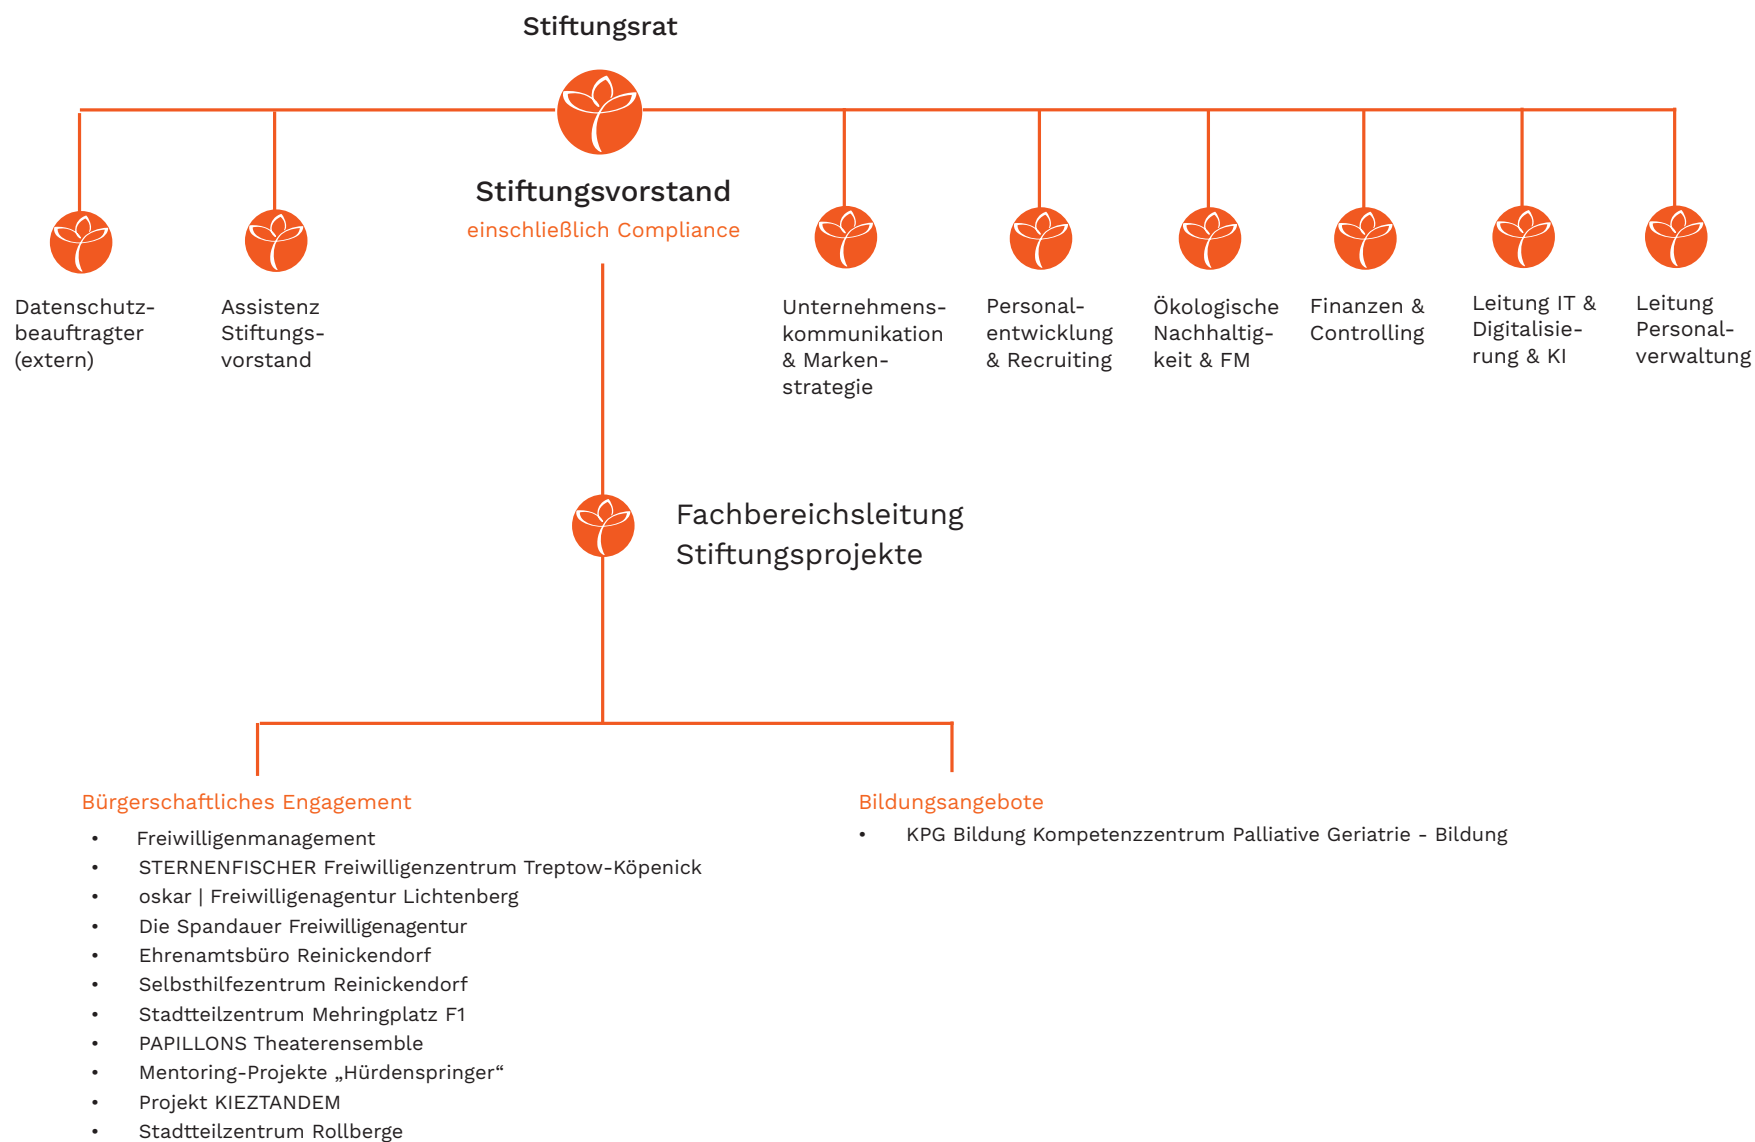 Stiftungsrat
Stiftungsvorstand
einschließlich Compliance
Datenschutz-
beauftragter
(extern)
Assistenz
Stiftungs-
vorstand
Unternehmens-
kommunikation
& Marken-
strategie
Personal-
entwicklung
& Recruiting
Ökologische
Nachhaltig-
keit & FM
Finanzen &
Controlling
Leitung IT &
Digitalisie-
rung & KI
Leitung
Personal-
verwaltung
Fachbereichsleitung
Stiftungsprojekte
Bürgerschaftliches Engagement
• Freiwilligenmanagement
• STERNENFISCHER Freiwilligenzentrum Treptow-Köpenick
• oskar | Freiwilligenagentur Lichtenberg
• Die Spandauer Freiwilligenagentur
• Ehrenamtsbüro Reinickendorf
• Selbsthilfezentrum Reinickendorf
• Stadtteilzentrum Mehringplatz F1
• PAPILLONS Theaterensemble
• Mentoring-Projekte „Hürdenspringer“
• Projekt KIEZTANDEM
• Stadtteilzentrum Rollberge
Bildungsangebote
• KPG Bildung Kompetenzzentrum Palliative Geriatrie - Bildung